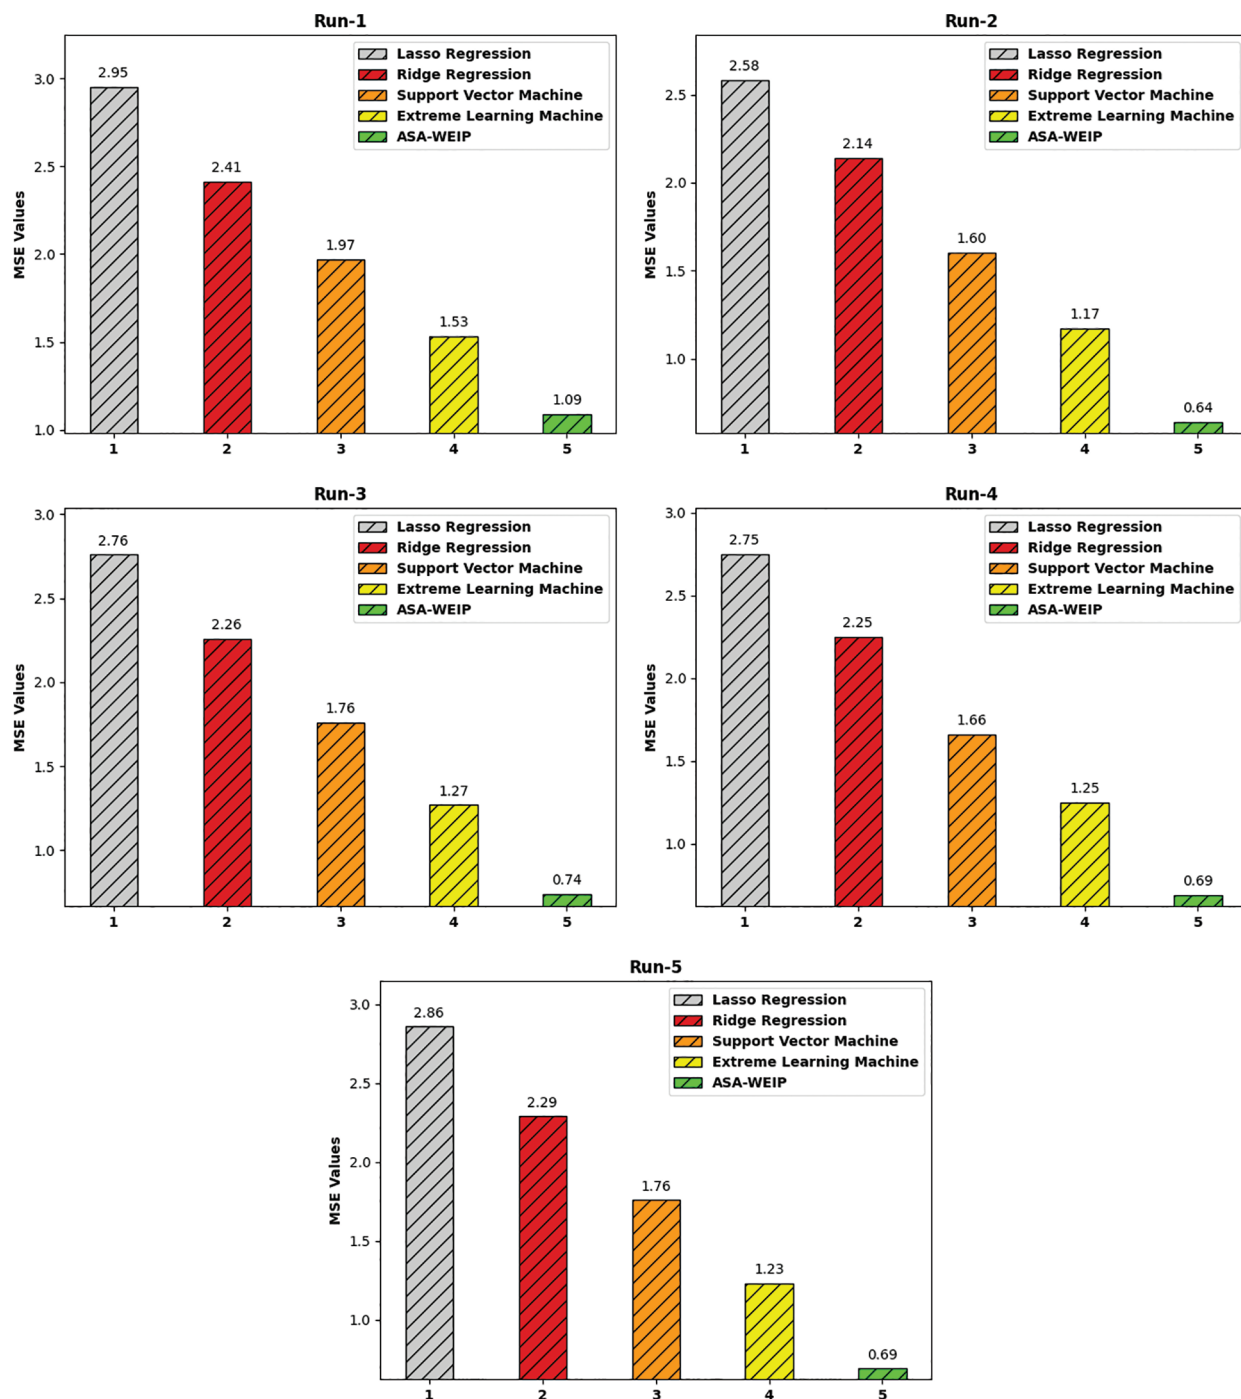 Run-1
MSE Values
3.0
2.5
2.0
1.5
1.0
2.95
2.41
1.97
1.53
1.09
Lasso Regression
Ridge Regression
Support Vector Machine
Extreme Learning Machine
ASA-WEIP
1 2 3 4 5
Run-2
MSE Values
2.5
2.0
1.5
1.0
2.58
2.14
1.60
1.17
0.64
Lasso Regression
Ridge Regression
Support Vector Machine
Extreme Learning Machine
ASA-WEIP
1 2 3 4 5
Run-3
MSE Values
3.0
2.5
2.0
1.5
1.0
2.76
2.26
1.76
1.27
0.74
Lasso Regression
Ridge Regression
Support Vector Machine
Extreme Learning Machine
ASA-WEIP
1 2 3 4 5
Run-4
MSE Values
3.0
2.5
2.0
1.5
1.0
2.75
2.25
1.66
1.25
0.69
Lasso Regression
Ridge Regression
Support Vector Machine
Extreme Learning Machine
ASA-WEIP
1 2 3 4 5
Run-5
MSE Values
3.0
2.5
2.0
1.5
1.0
2.86
2.29
1.76
1.23
0.69
Lasso Regression
Ridge Regression
Support Vector Machine
Extreme Learning Machine
ASA-WEIP
1 2 3 4 5